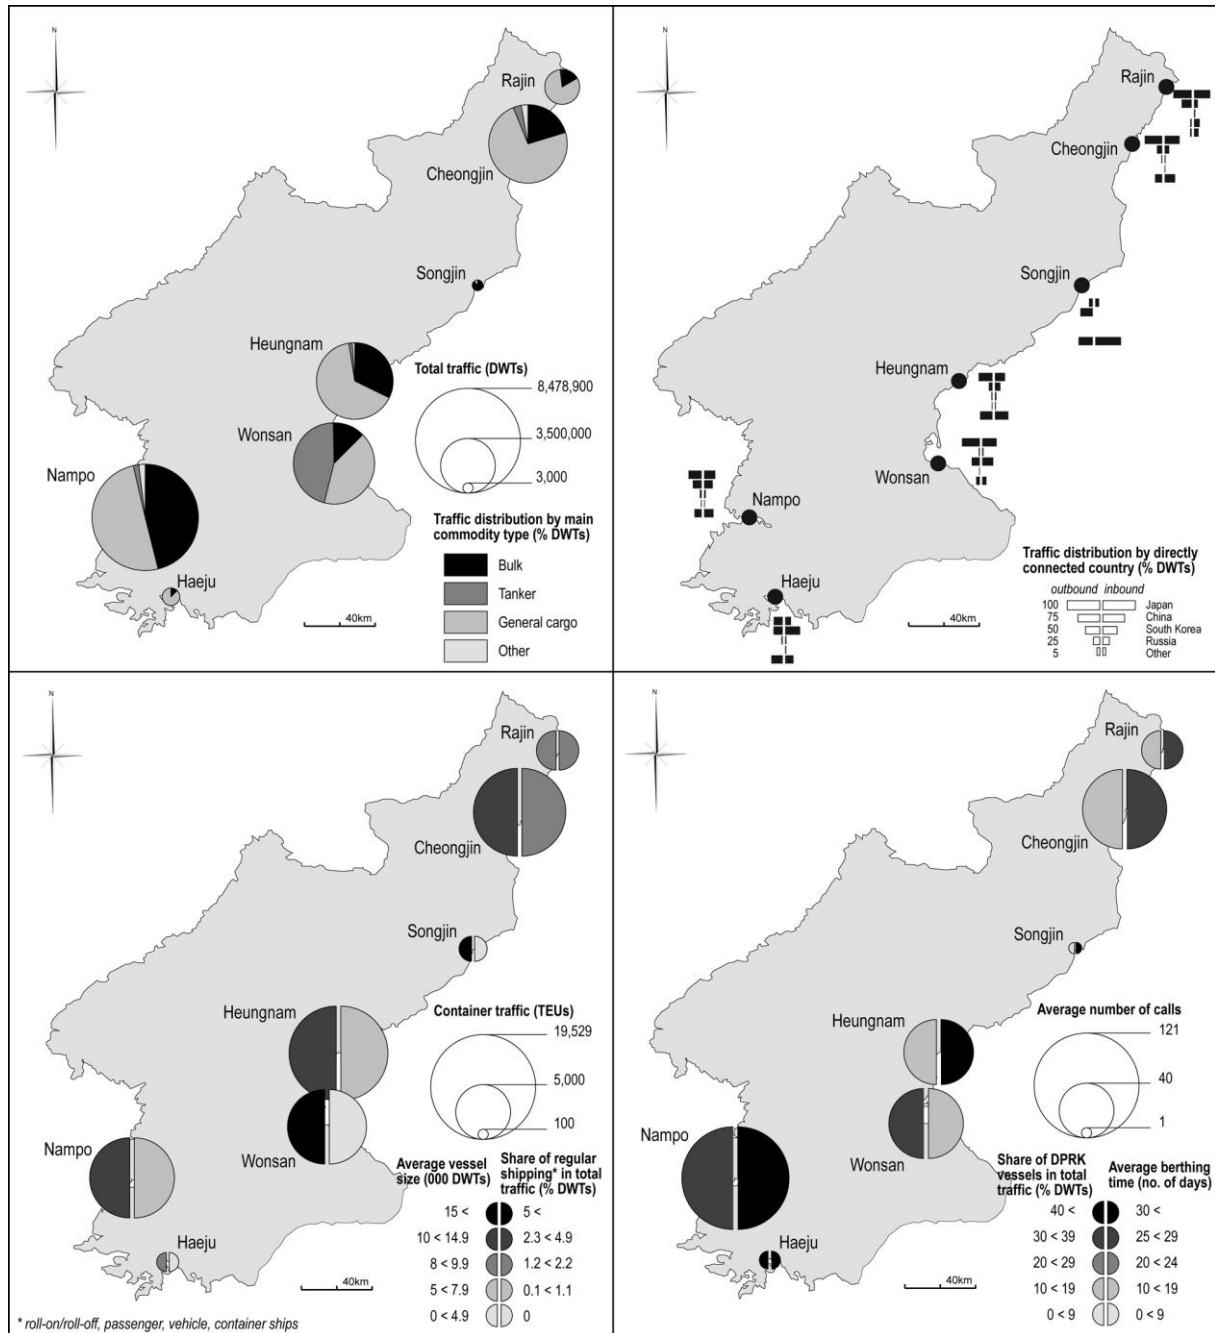 N
Rajin
Cheongjin
Songjin
Heungnam
Total traffic (DWTs)
8,478,900
3,500,000
3,000
Wonsan
Nampo
Traffic distribution by main
commodity type (% DWTs)
Bulk
Tanker
General cargo
Other
Haeju
40km
N
Rajin
Cheongjin
Songjin
Heungnam
Wonsan
Nampo
Haeju
Traffic distribution by directly
connected country (% DWTs)
outbound inbound
100 Japan
75 China
50 South Korea
25 Russia
5 Other
40km
N
Rajin
Cheongjin
Songjin
Heungnam
Container traffic (TEUs)
19,529
5,000
100
Nampo
Wonsan
Average vessel
size (000 DWTs)
Share of regular
shipping* in total
traffic (% DWTs)
15 < 5 <
10 < 14.9 2.3 < 4.9
8 < 9.9 1.2 < 2.2
5 < 7.9 0.1 < 1.1
0 < 4.9 0
Haeju
40km
* roll-on/roll-off, passenger, vehicle, container ships
N
Rajin
Cheongjin
Songjin
Heungnam
Average number of calls
121
40
1
Nampo
Wonsan
Share of DPRK
vessels in total
traffic (% DWTs)
Average berthing
time (no. of days)
40 < 30 <
30 < 39 25 < 29
20 < 29 20 < 24
10 < 19 10 < 19
0 < 9 0 < 9
Haeju
40km